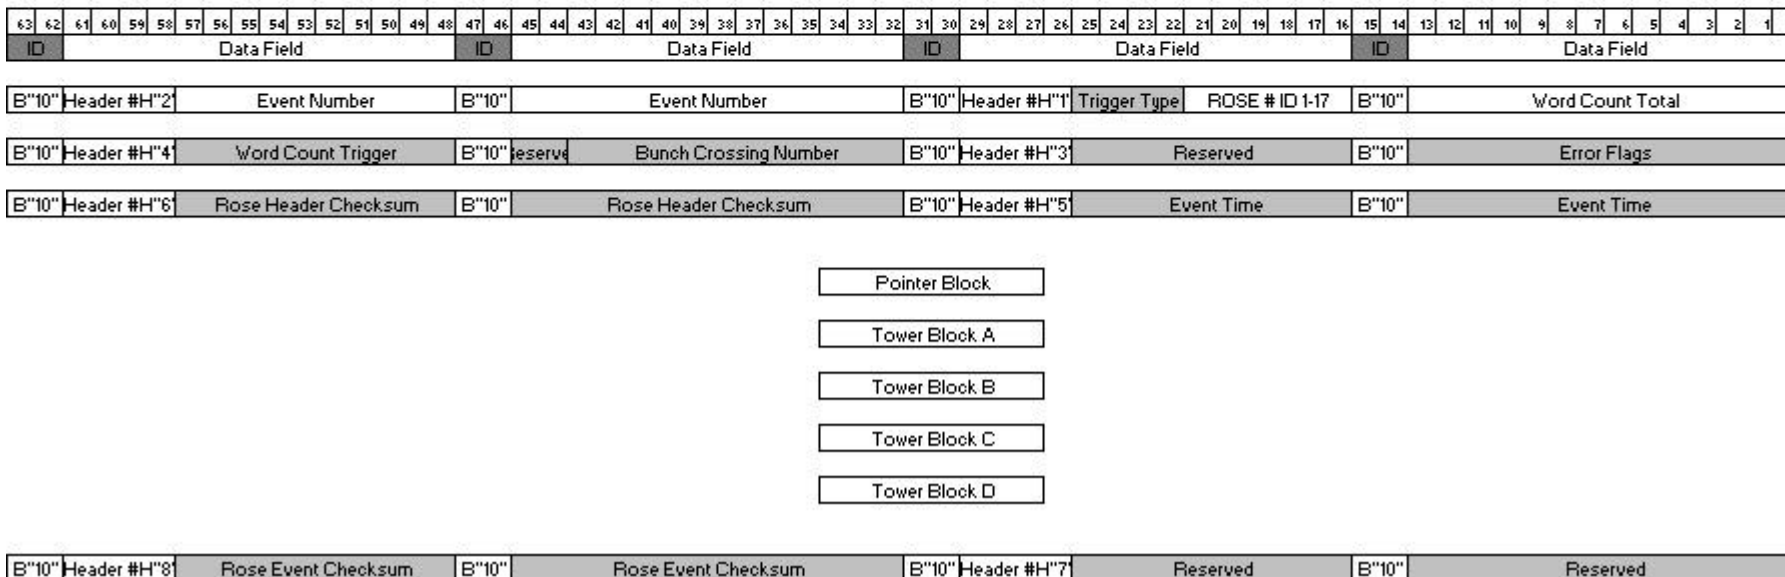 63 62 61 60 59 58 57 56 55 54 53 52 51 50 49 48 47 46 45 44 43 42 41 40 39 38 37 36 35 34 33 32 31 30 29 28 27 26 25 24 23 22 21 20 19 18 17 16 15 14 13 12 11 10 9 8 7 6 5 4 3 2 1
ID Data Field ID Data Field ID Data Field ID Data Field
B"10" Header #H"2" Event Number B"10" Event Number B"10" Header #H"1" Trigger Type ROSE # ID 1-17 B"10" Word Count Total
B"10" Header #H"4" Word Count Trigger B"10" eserve Bunch Crossing Number B"10" Header #H"3" Reserved B"10" Error Flags
B"10" Header #H"6" Rose Header Checksum B"10" Rose Header Checksum B"10" Header #H"5" Event Time B"10" Event Time
Pointer Block
Tower Block A
Tower Block B
Tower Block C
Tower Block D
B"10" Header #H"8" Rose Event Checksum B"10" Rose Event Checksum B"10" Header #H"7" Reserved B"10" Reserved